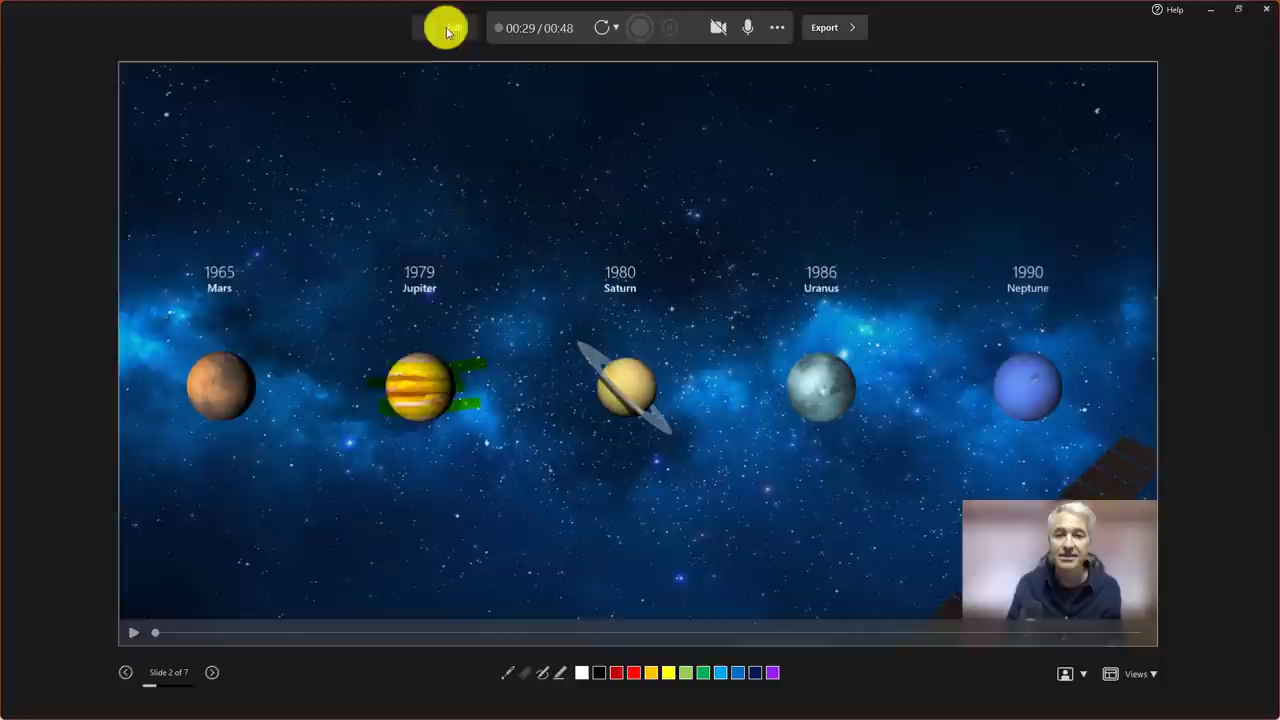 Edit
00:29 / 00:48
Export
Help
1965
Mars
1979
Jupiter
1980
Saturn
1986
Uranus
1990
Neptune
Slide 2 of 7
Views